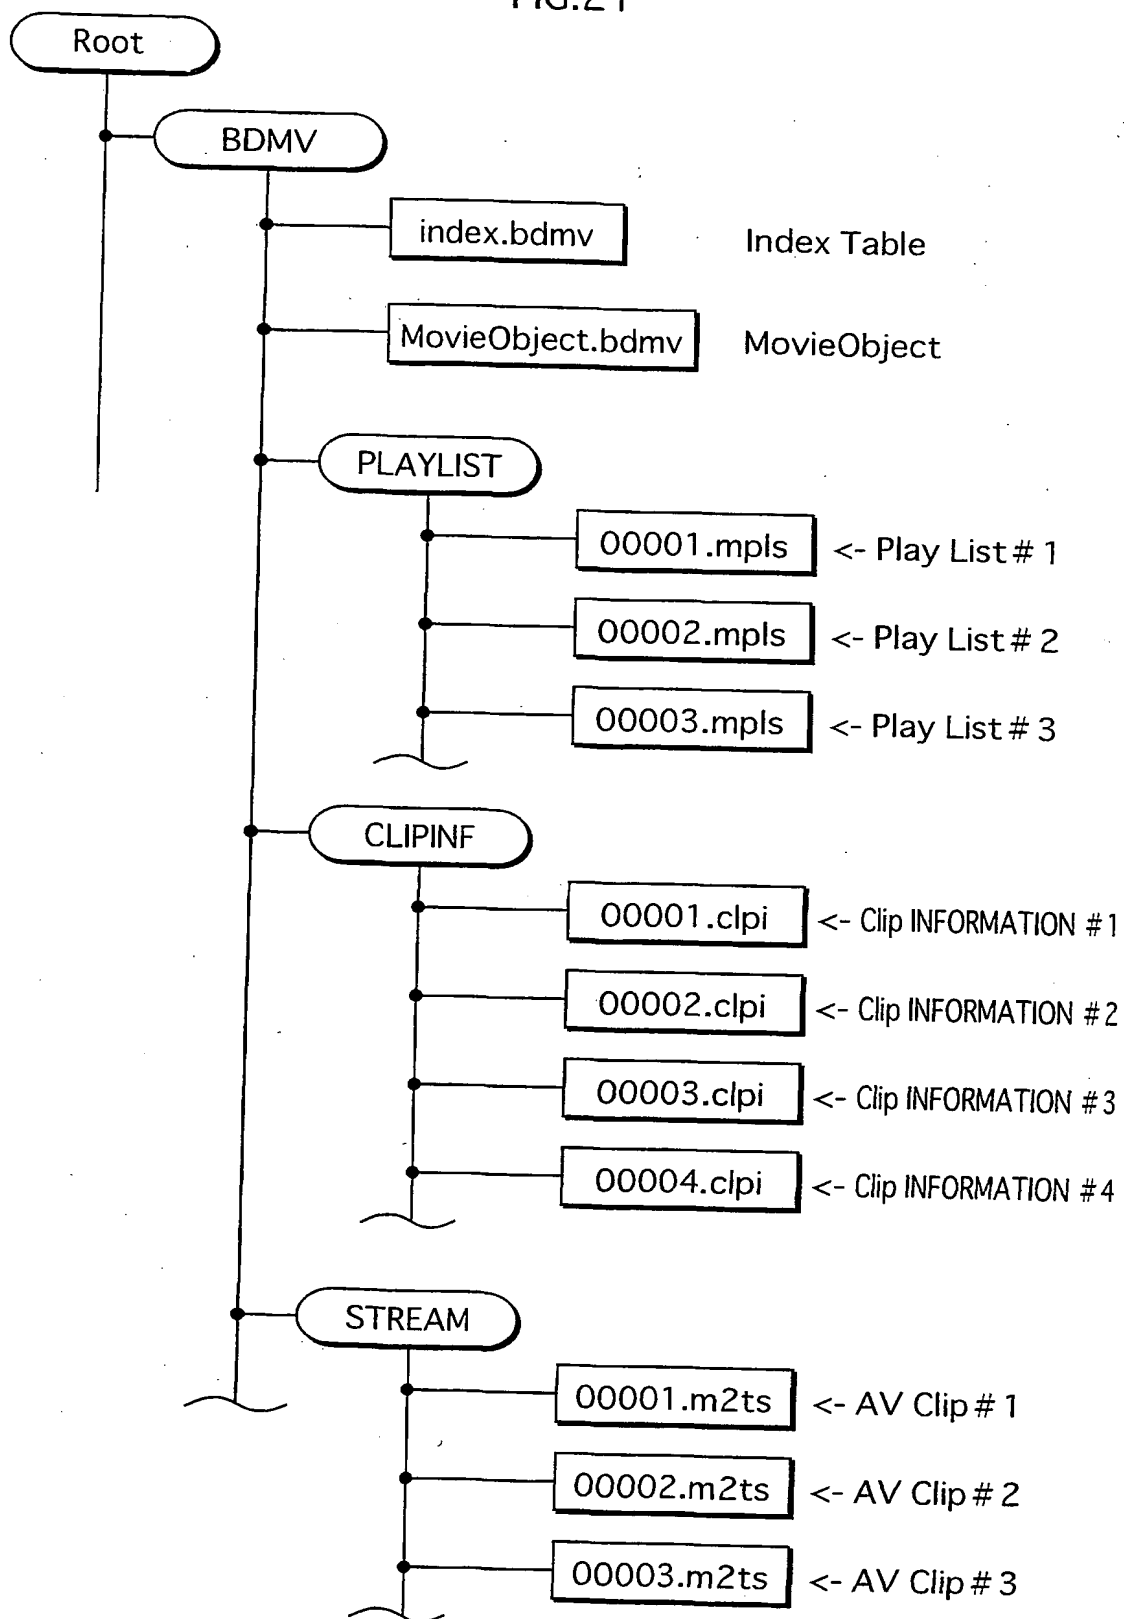 FIG.21
Root
BDMV
index.bdmv Index Table
MovieObject.bdmv MovieObject
PLAYLIST
00001.mpls <- Play List # 1
00002.mpls <- Play List # 2
00003.mpls <- Play List # 3
CLIPINF
00001.clpi <- Clip INFORMATION #1
00002.clpi <- Clip INFORMATION #2
00003.clpi <- Clip INFORMATION #3
00004.clpi <- Clip INFORMATION #4
STREAM
00001.m2ts <- AV Clip # 1
00002.m2ts <- AV Clip # 2
00003.m2ts <- AV Clip # 3